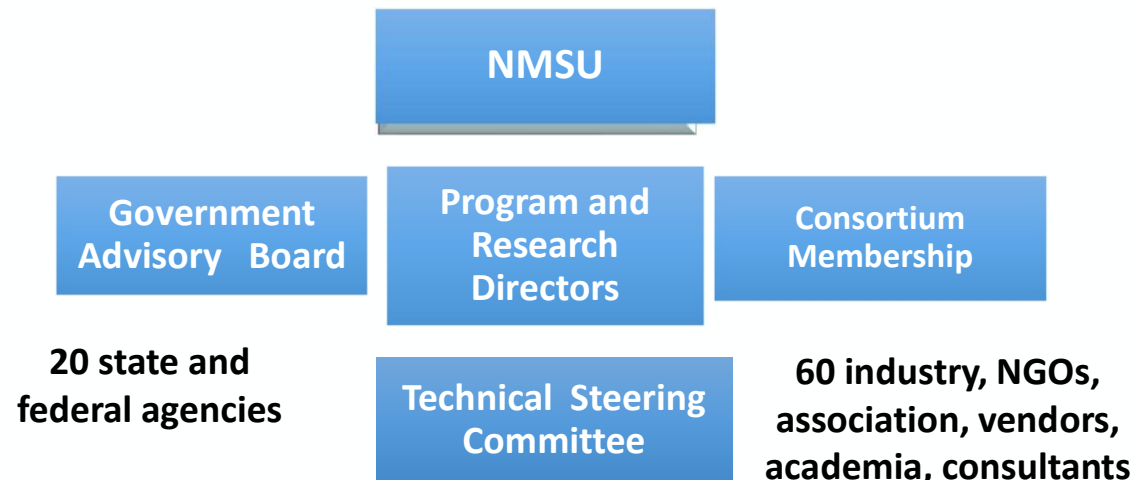 NMSU
Government
Advisory Board
Program and
Research
Directors
Consortium
Membership
20 state and
federal agencies
Technical Steering
Committee
60 industry, NGOs,
association, vendors,
academia, consultants